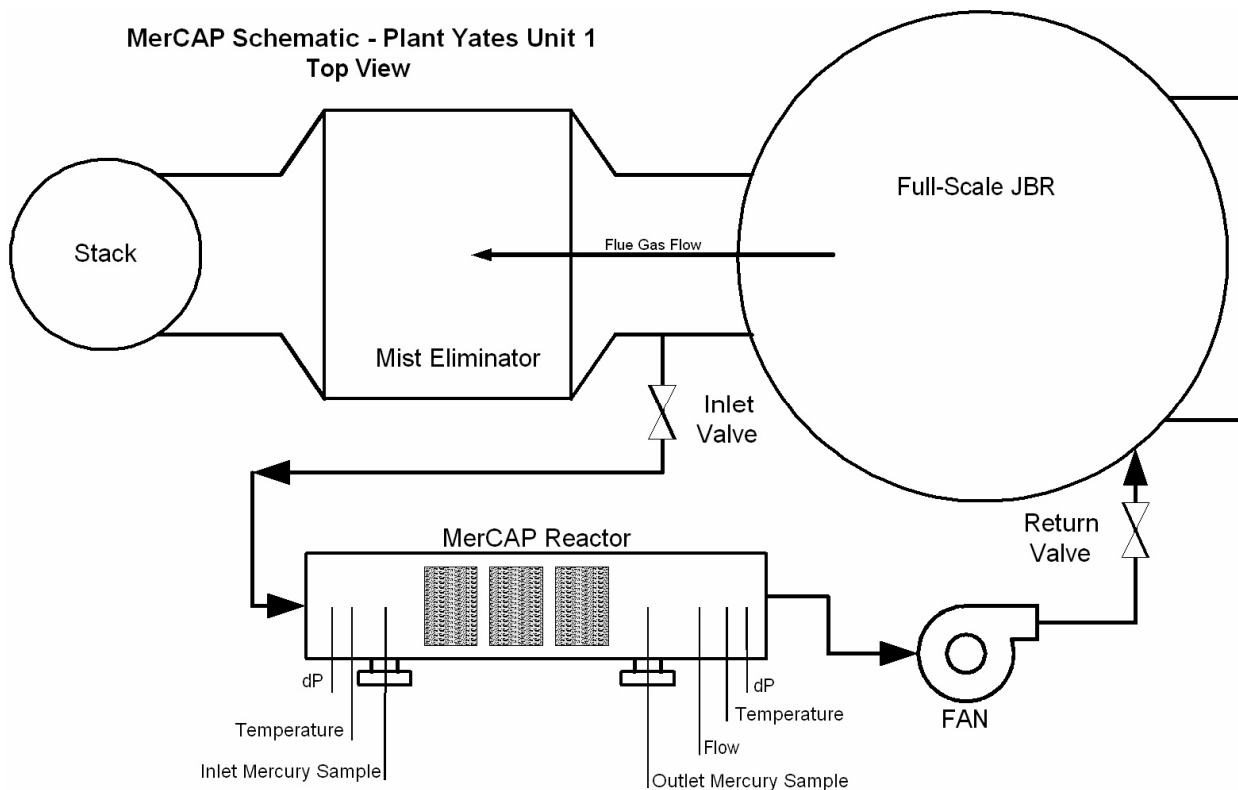 MerCAP Schematic - Plant Yates Unit 1
Top View
Stack
Mist Eliminator
Flue Gas Flow
Full-Scale JBR
Inlet
Valve
Return
Valve
MerCAP Reactor
dP
Temperature
Inlet Mercury Sample
dP
Temperature
Flow
Outlet Mercury Sample
FAN